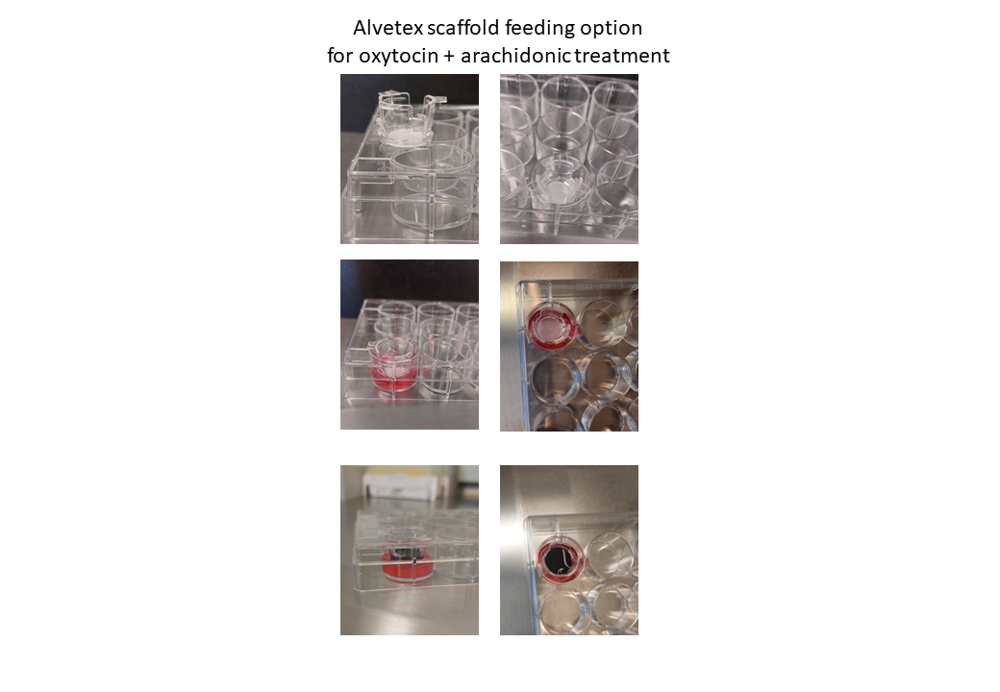 Alvetex scaffold feeding option
for oxytocin + arachidonic treatment